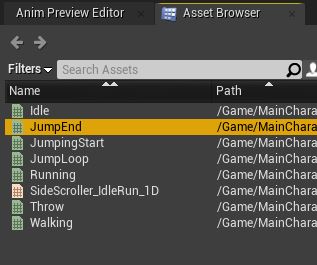 Anim Preview Editor Asset Browser
Filters Search Assets
Name Path
Idle /Game/MainChara
JumpEnd /Game/MainChara
JumpingStart /Game/MainChara
JumpLoop /Game/MainChara
Running /Game/MainChara
SideScroller_IdleRun_1D /Game/MainChara
Throw /Game/MainChara
Walking /Game/MainChara